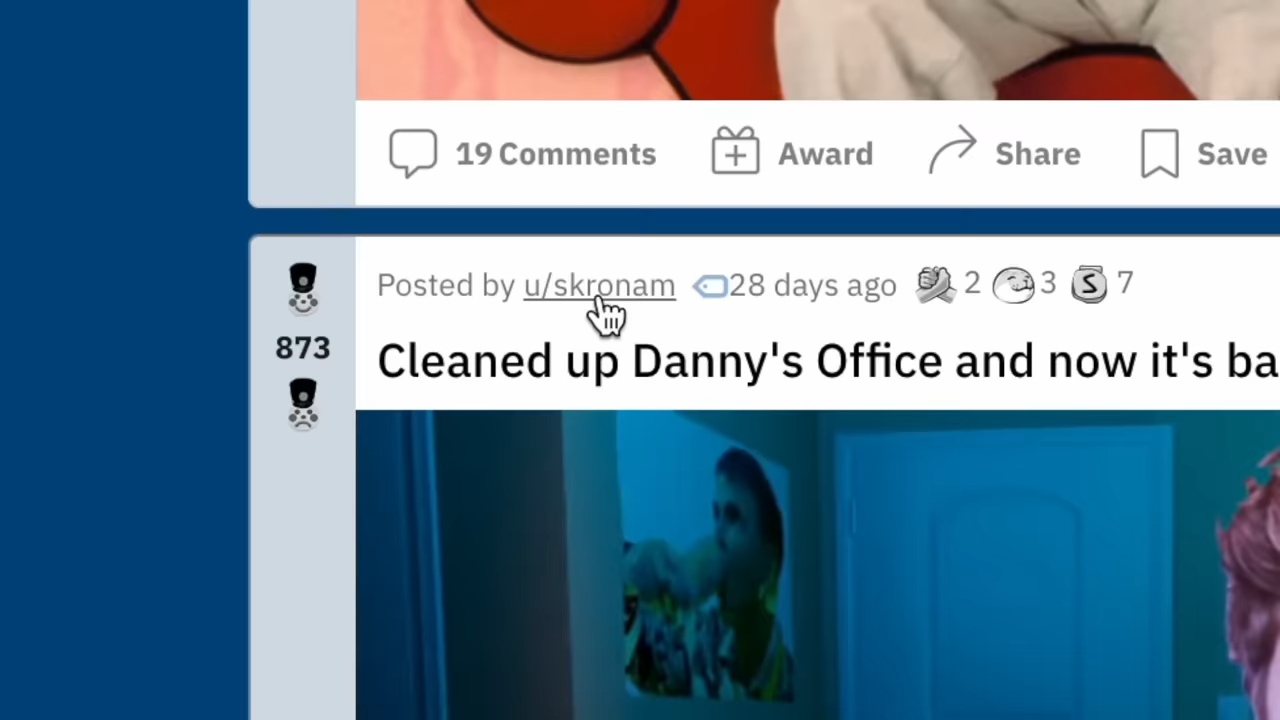 19 Comments Award Share Save
Posted by u/skronam 28 days ago 2 3 S 7
873
Cleaned up Danny's Office and now it's ba